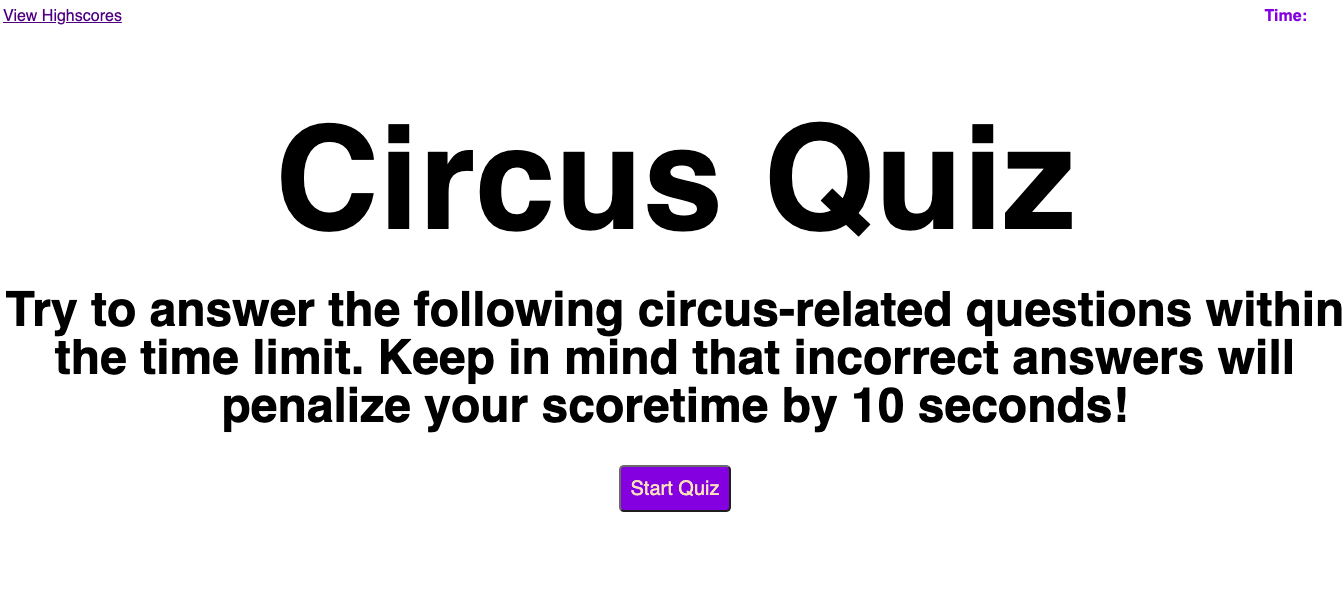 View Highscores
Time:
Circus Quiz
Try to answer the following circus-related questions within
the time limit. Keep in mind that incorrect answers will
penalize your scoretime by 10 seconds!
Start Quiz